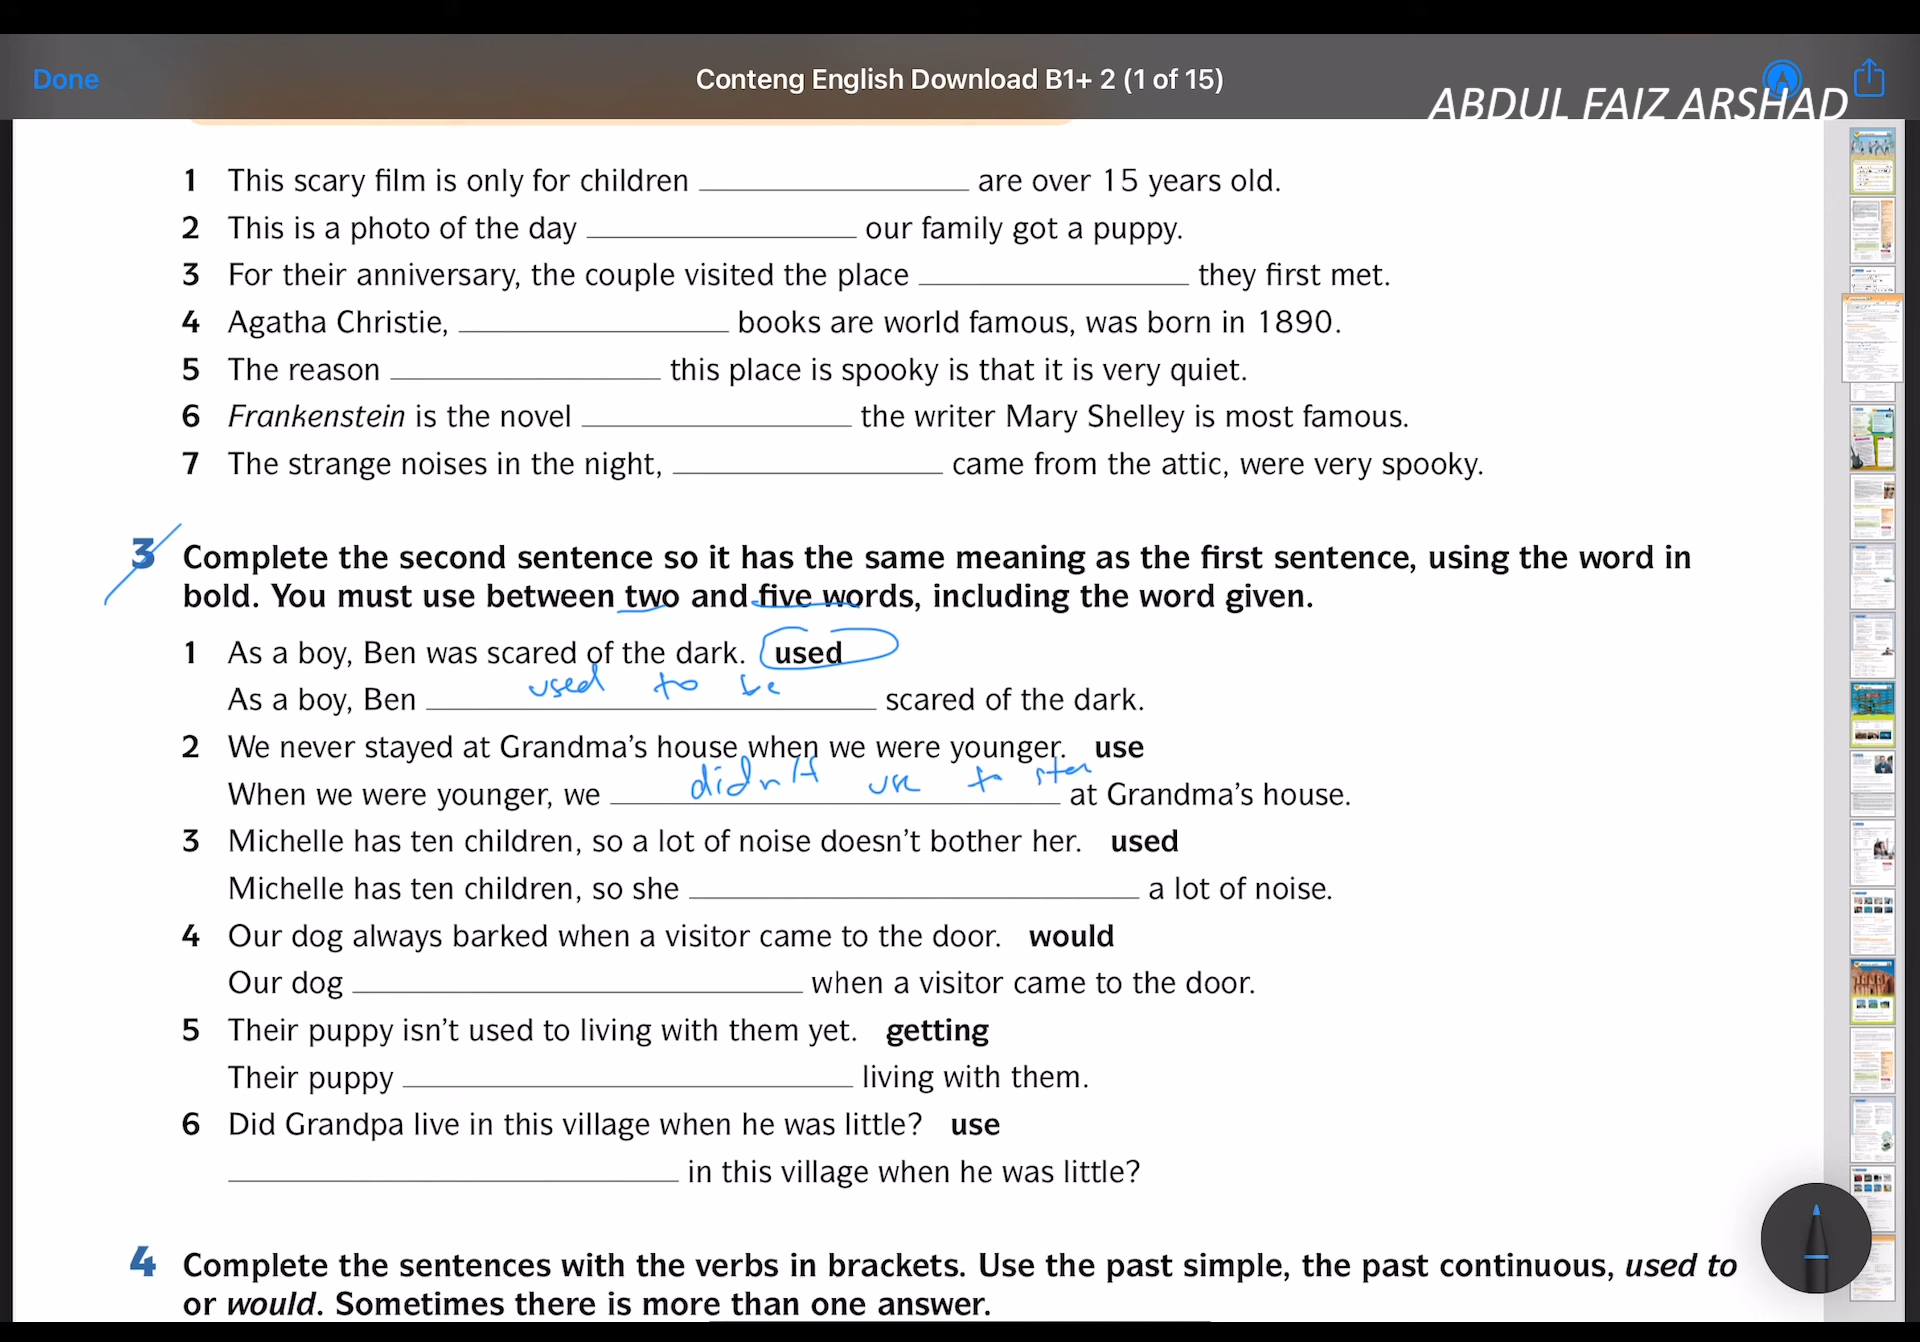 Done
Conteng English Download B1+ 2 (1 of 15)
ABDUL FAIZ ARSHAD
1 This scary film is only for children ____ are over 15 years old.
2 This is a photo of the day ____ our family got a puppy.
3 For their anniversary, the couple visited the place ____ they first met.
4 Agatha Christie, ____ books are world famous, was born in 1890.
5 The reason ____ this place is spooky is that it is very quiet.
6 Frankenstein is the novel ____ the writer Mary Shelley is most famous.
7 The strange noises in the night, ____ came from the attic, were very spooky.
3 Complete the second sentence so it has the same meaning as the first sentence, using the word in
bold. You must use between two and five words, including the word given.
1 As a boy, Ben was scared of the dark. used
used to be
As a boy, Ben ____ scared of the dark.
2 We never stayed at Grandma's house when we were younger. use
didn't use
When we were younger, we ____ at Grandma's house.
3 Michelle has ten children, so a lot of noise doesn't bother her. used
Michelle has ten children, so she ____ a lot of noise.
4 Our dog always barked when a visitor came to the door. would
Our dog ____ when a visitor came to the door.
5 Their puppy isn't used to living with them yet. getting
Their puppy ____ living with them.
6 Did Grandpa live in this village when he was little? use
____ in this village when he was little?
4 Complete the sentences with the verbs in brackets. Use the past simple, the past continuous, used to
or would. Sometimes there is more than one answer.